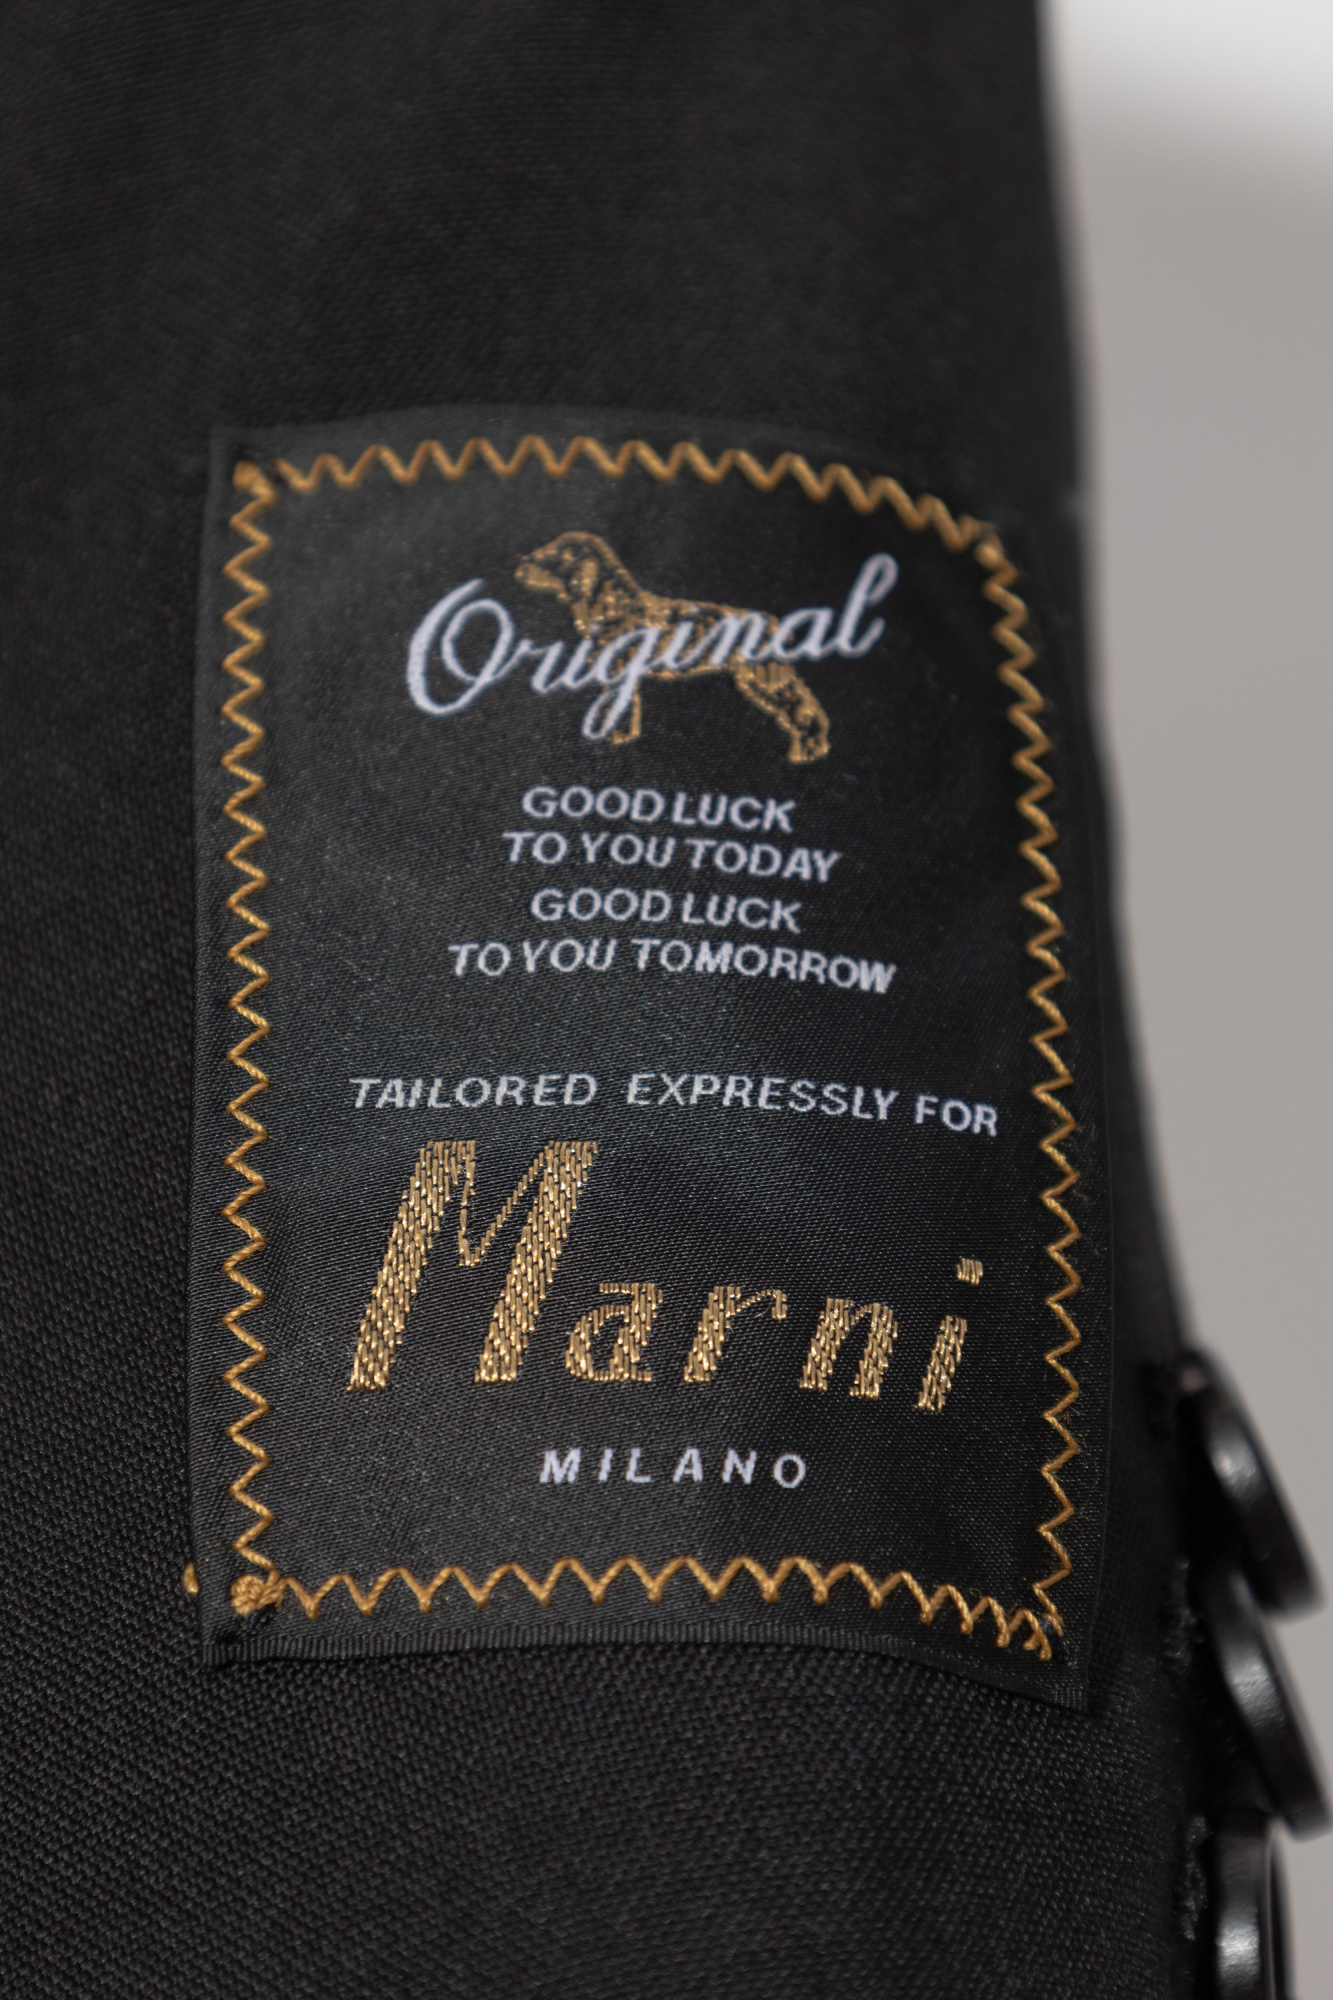 Original
GOOD LUCK
TO YOU TODAY
GOOD LUCK
TO YOU TOMORROW
TAILORED EXPRESSLY FOR
Marni
MILANO